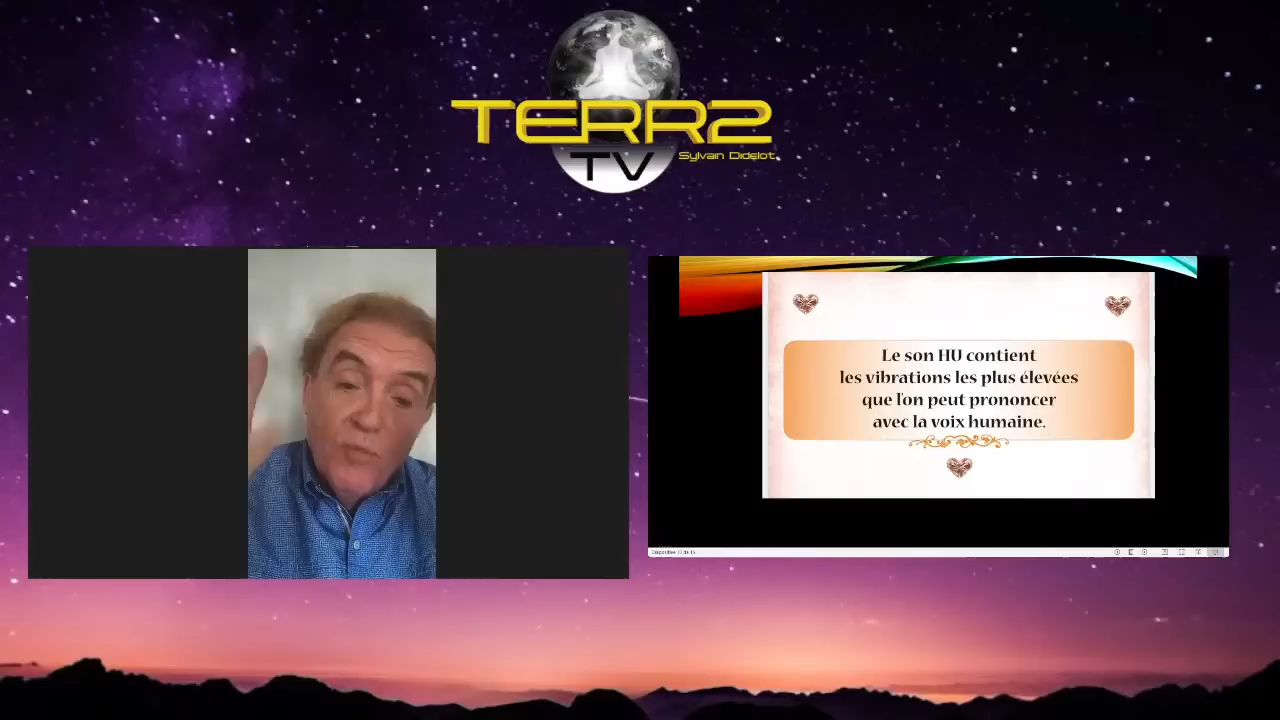 TERR2
TV
Sylvain Didelot
Le son HU contient
les vibrations les plus élevées
que l'on peut prononcer
avec la voix humaine.